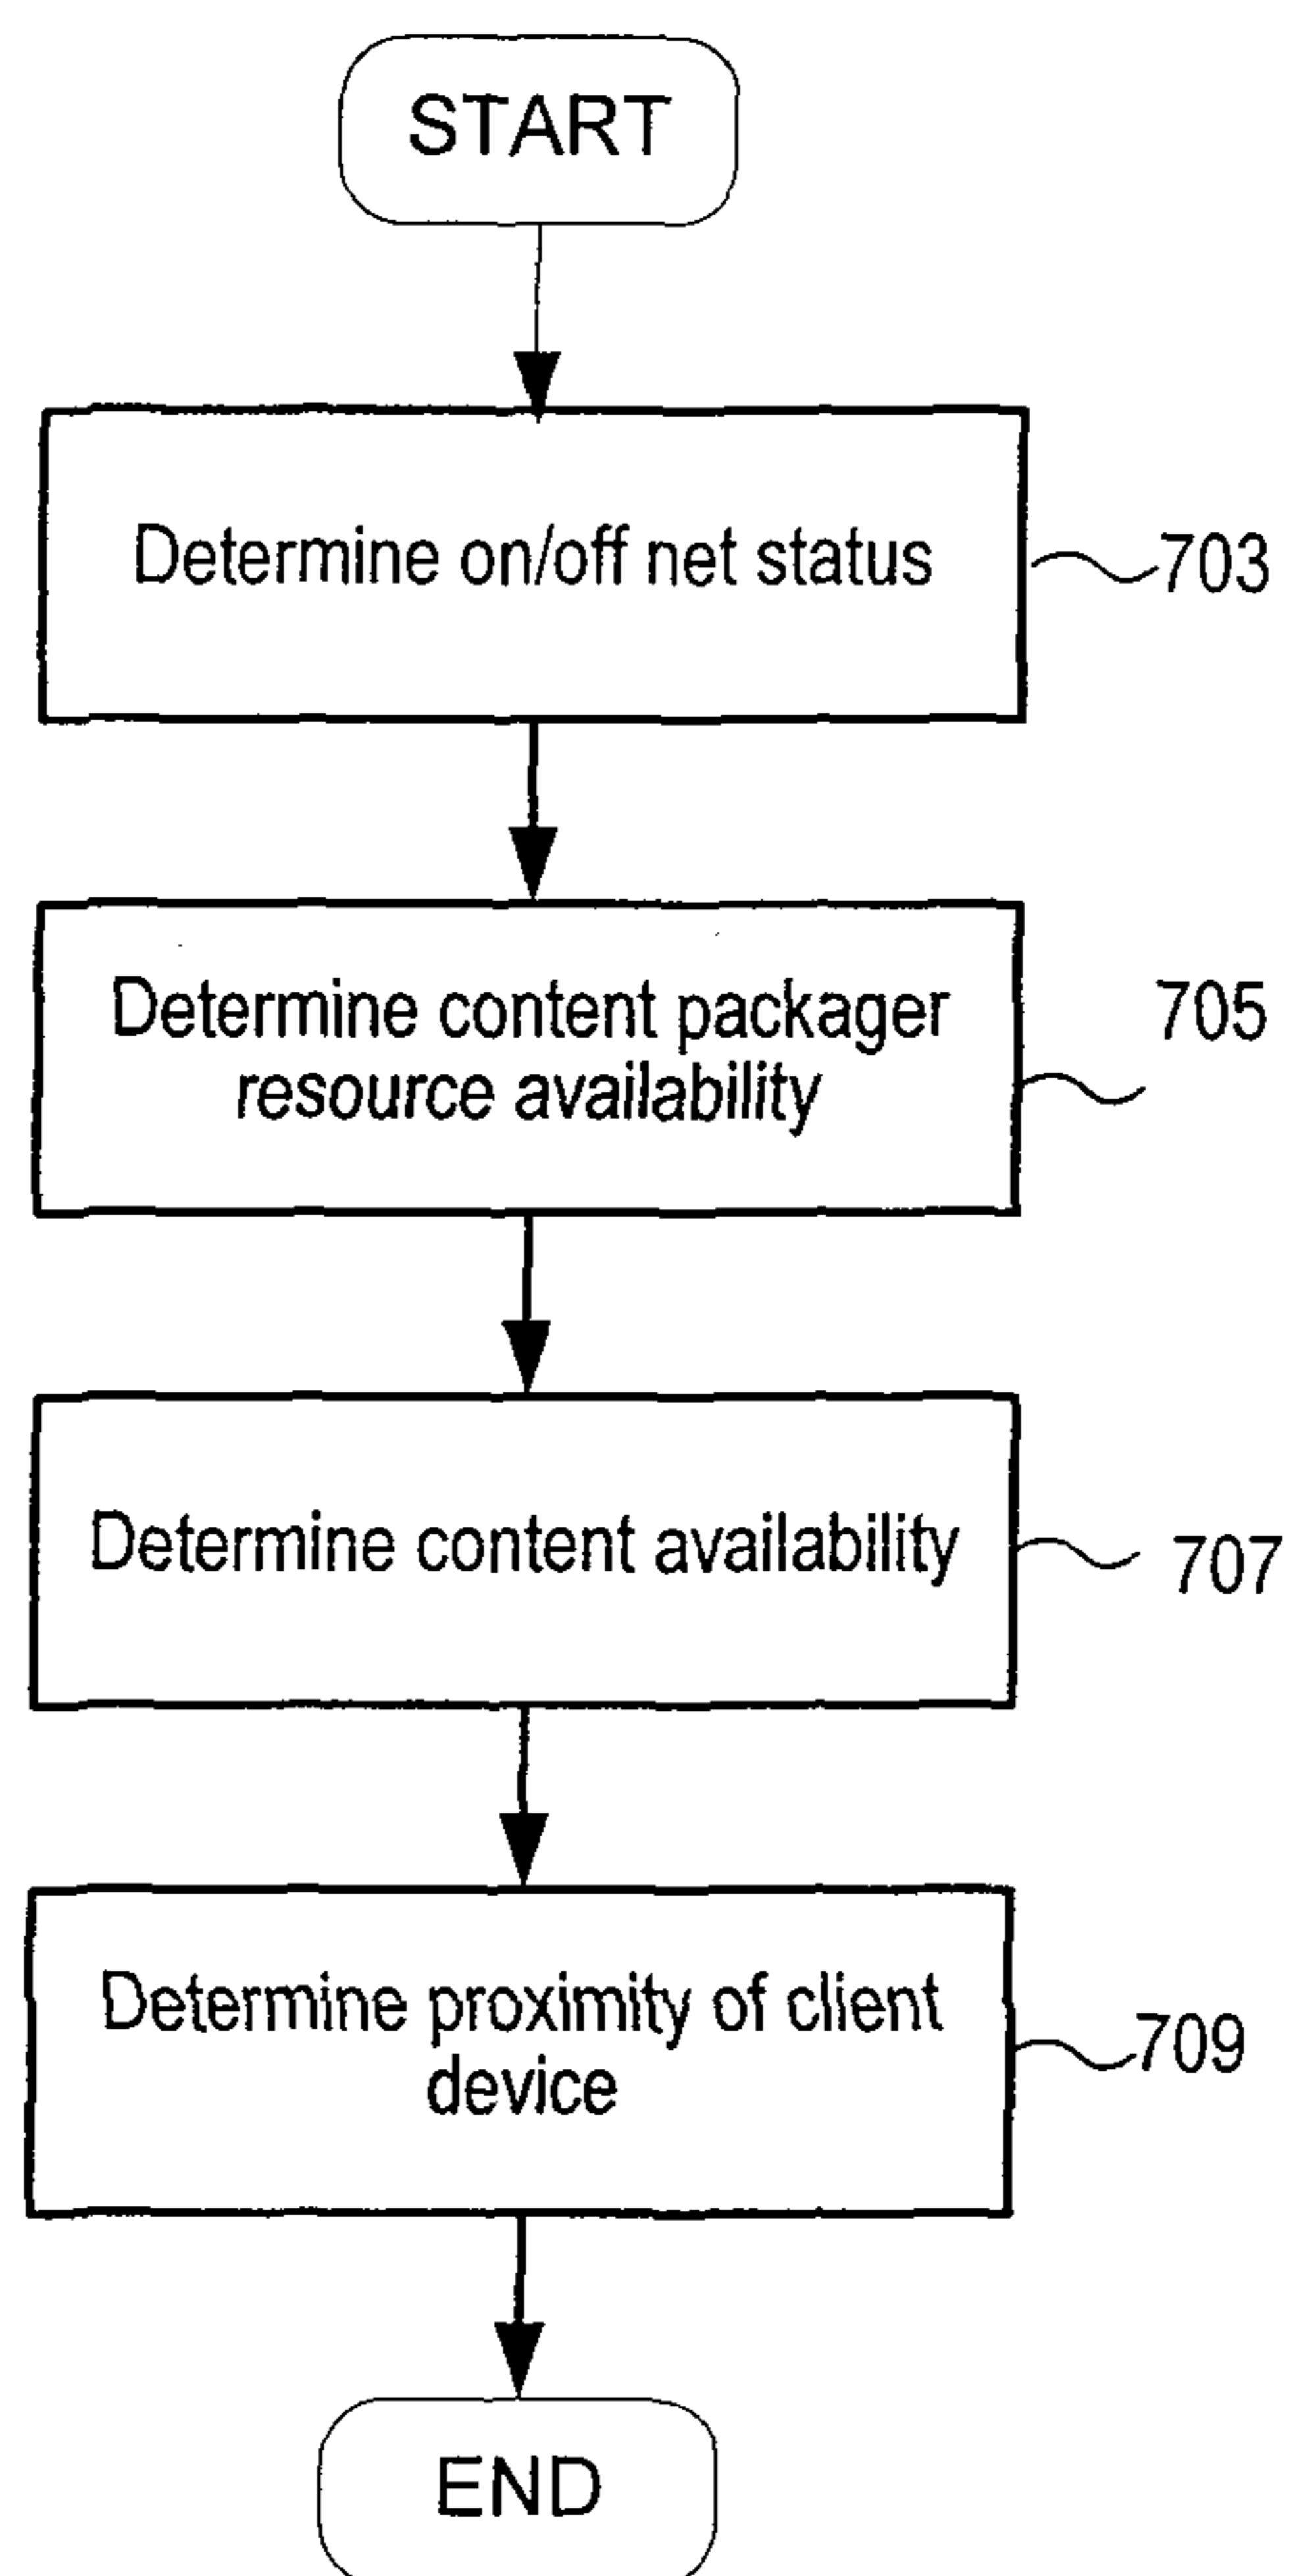 START
Determine on/off net status
703
Determine content packager
resource availability
705
Determine content availability
707
Determine proximity of client
device
709
END